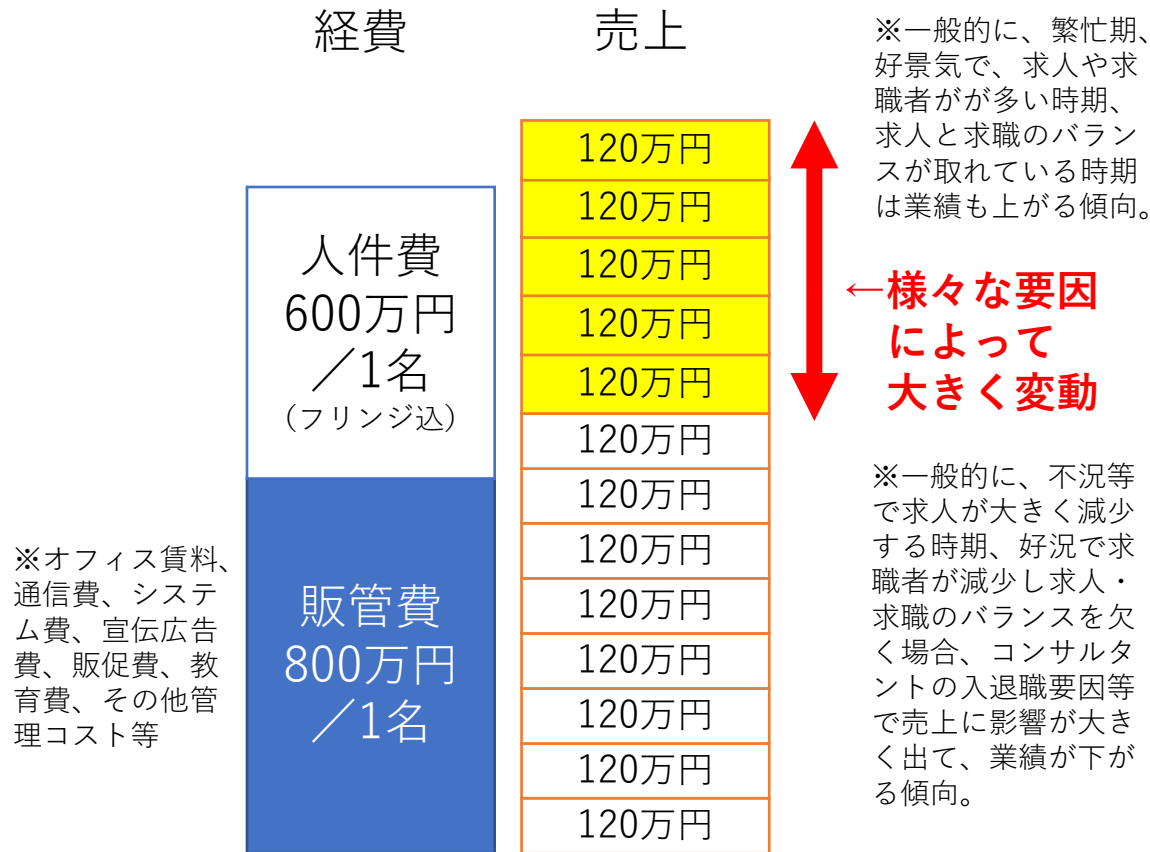 経費
売上
※一般的に、繁忙期、
好景気で、求人や求
職者がが多い時期、
求人と求職のバラン
スが取れている時期
は業績も上がる傾向。
120万円
120万円
120万円
120万円
120万円
120万円
120万円
120万円
120万円
120万円
120万円
120万円
120万円
人件費
600万円
／1名
（フリンジ込）
←様々な要因
によって
大きく変動
※オフィス賃料、
通信費、システ
ム費、宣伝広告
費、販促費、教
育費、その他管
理コスト等
販管費
800万円
／1名
※一般的に、不況等
で求人が大きく減少
する時期、好況で求
職者が減少し求人・
求職のバランスを欠
く場合、コンサルタ
ントの入退職要因等
で売上に影響が大き
く出て、業績が下が
る傾向。